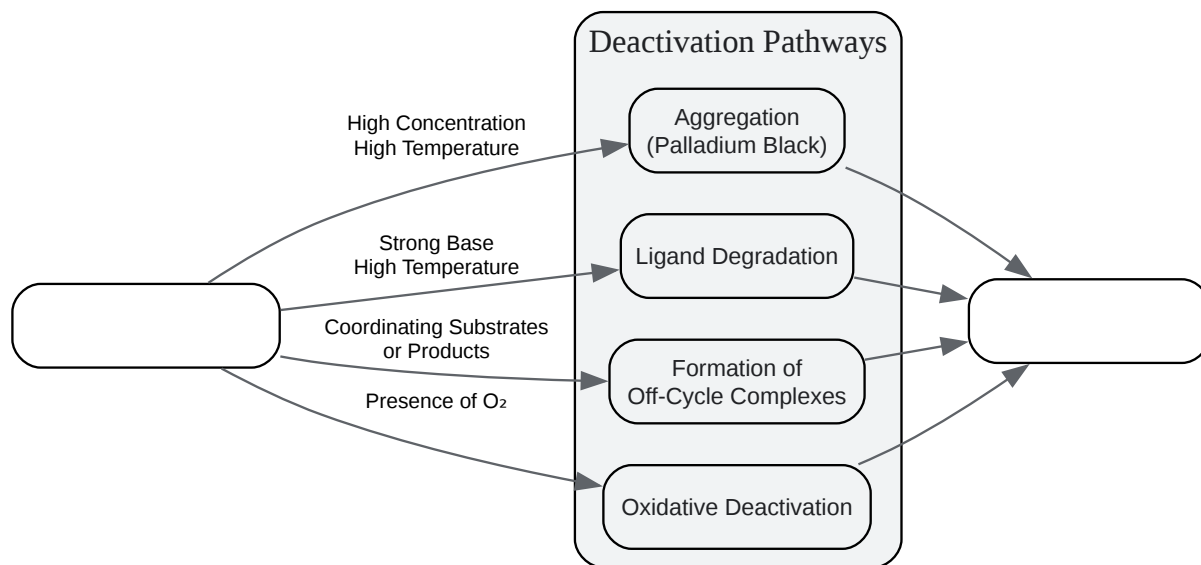 Deactivation Pathways
High Concentration
High Temperature
Aggregation
(Palladium Black)
Strong Base
High Temperature
Ligand Degradation
Coordinating Substrates
or Products
Formation of
Off-Cycle Complexes
Presence of O₂
Oxidative Deactivation